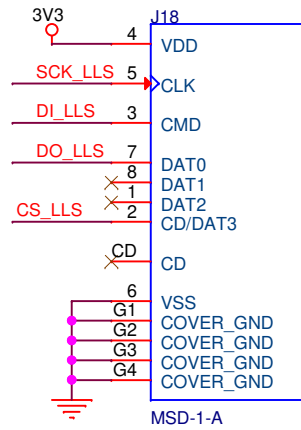 J18
3V3
4 VDD
SCK_LLS 5 CLK
DI_LLS 3 CMD
DO_LLS 7 DAT0
8 DAT1
1 DAT2
CS_LLS 2 CD/DAT3
CD CD
6 VSS
G1 COVER_GND
G2 COVER_GND
G3 COVER_GND
G4 COVER_GND
MSD-1-A